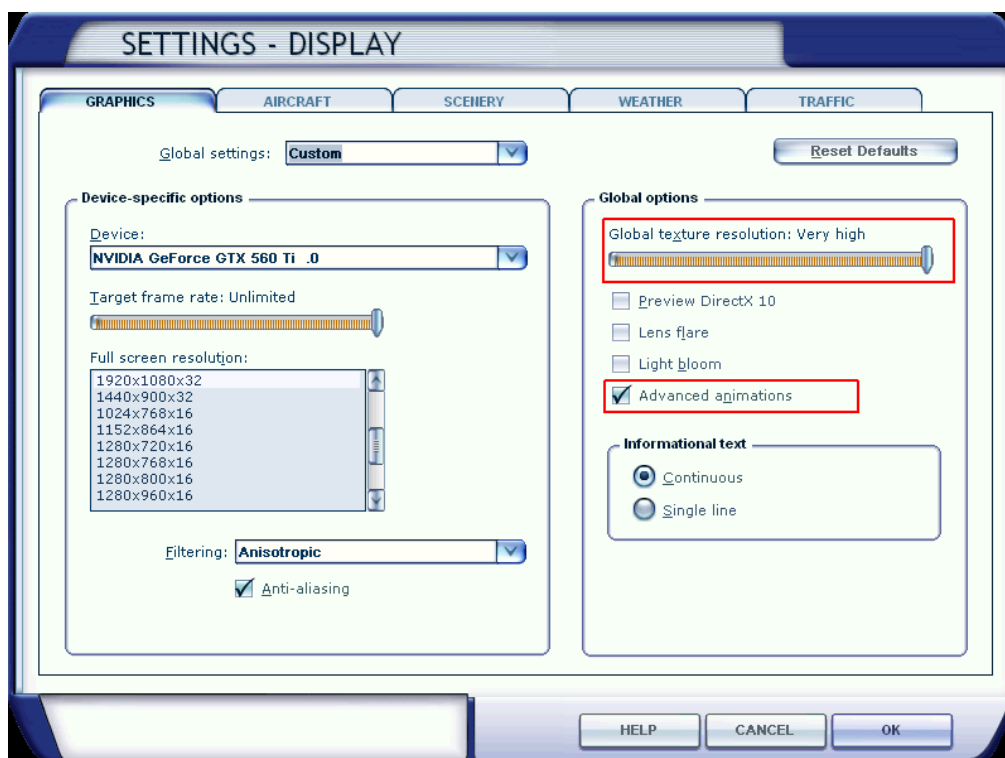 SETTINGS - DISPLAY
GRAPHICS AIRCRAFT SCENERY WEATHER TRAFFIC
Global settings: Custom
Reset Defaults
Device-specific options
Device:
NVIDIA GeForce GTX 560 Ti .0
Target frame rate: Unlimited
Full screen resolution:
1920x1080x32
1440x900x32
1024x768x16
1152x864x16
1280x720x16
1280x768x16
1280x800x16
1280x960x16
Filtering: Anisotropic
Anti-aliasing
Global options
Global texture resolution: Very high
Preview DirectX 10
Lens flare
Light bloom
Advanced animations
Informational text
Continuous
Single line
HELP CANCEL OK